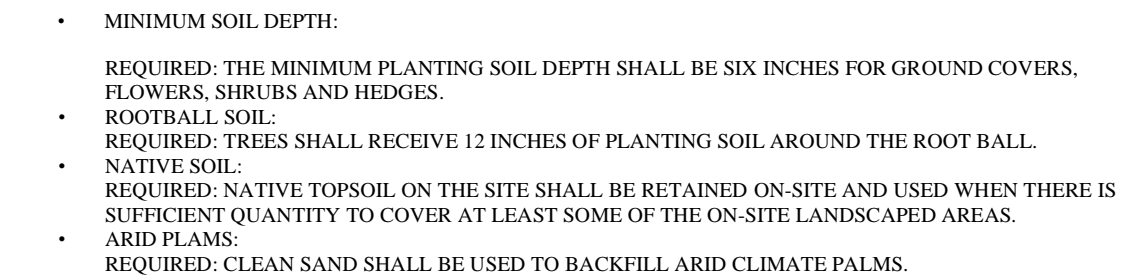 • MINIMUM SOIL DEPTH:
REQUIRED: THE MINIMUM PLANTING SOIL DEPTH SHALL BE SIX INCHES FOR GROUND COVERS,
FLOWERS, SHRUBS AND HEDGES.
• ROOTBALL SOIL:
REQUIRED: TREES SHALL RECEIVE 12 INCHES OF PLANTING SOIL AROUND THE ROOT BALL.
• NATIVE SOIL:
REQUIRED: NATIVE TOPSOIL ON THE SITE SHALL BE RETAINED ON-SITE AND USED WHEN THERE IS
SUFFICIENT QUANTITY TO COVER AT LEAST SOME OF THE ON-SITE LANDSCAPED AREAS.
• ARID PLAMS:
REQUIRED: CLEAN SAND SHALL BE USED TO BACKFILL ARID CLIMATE PALMS.